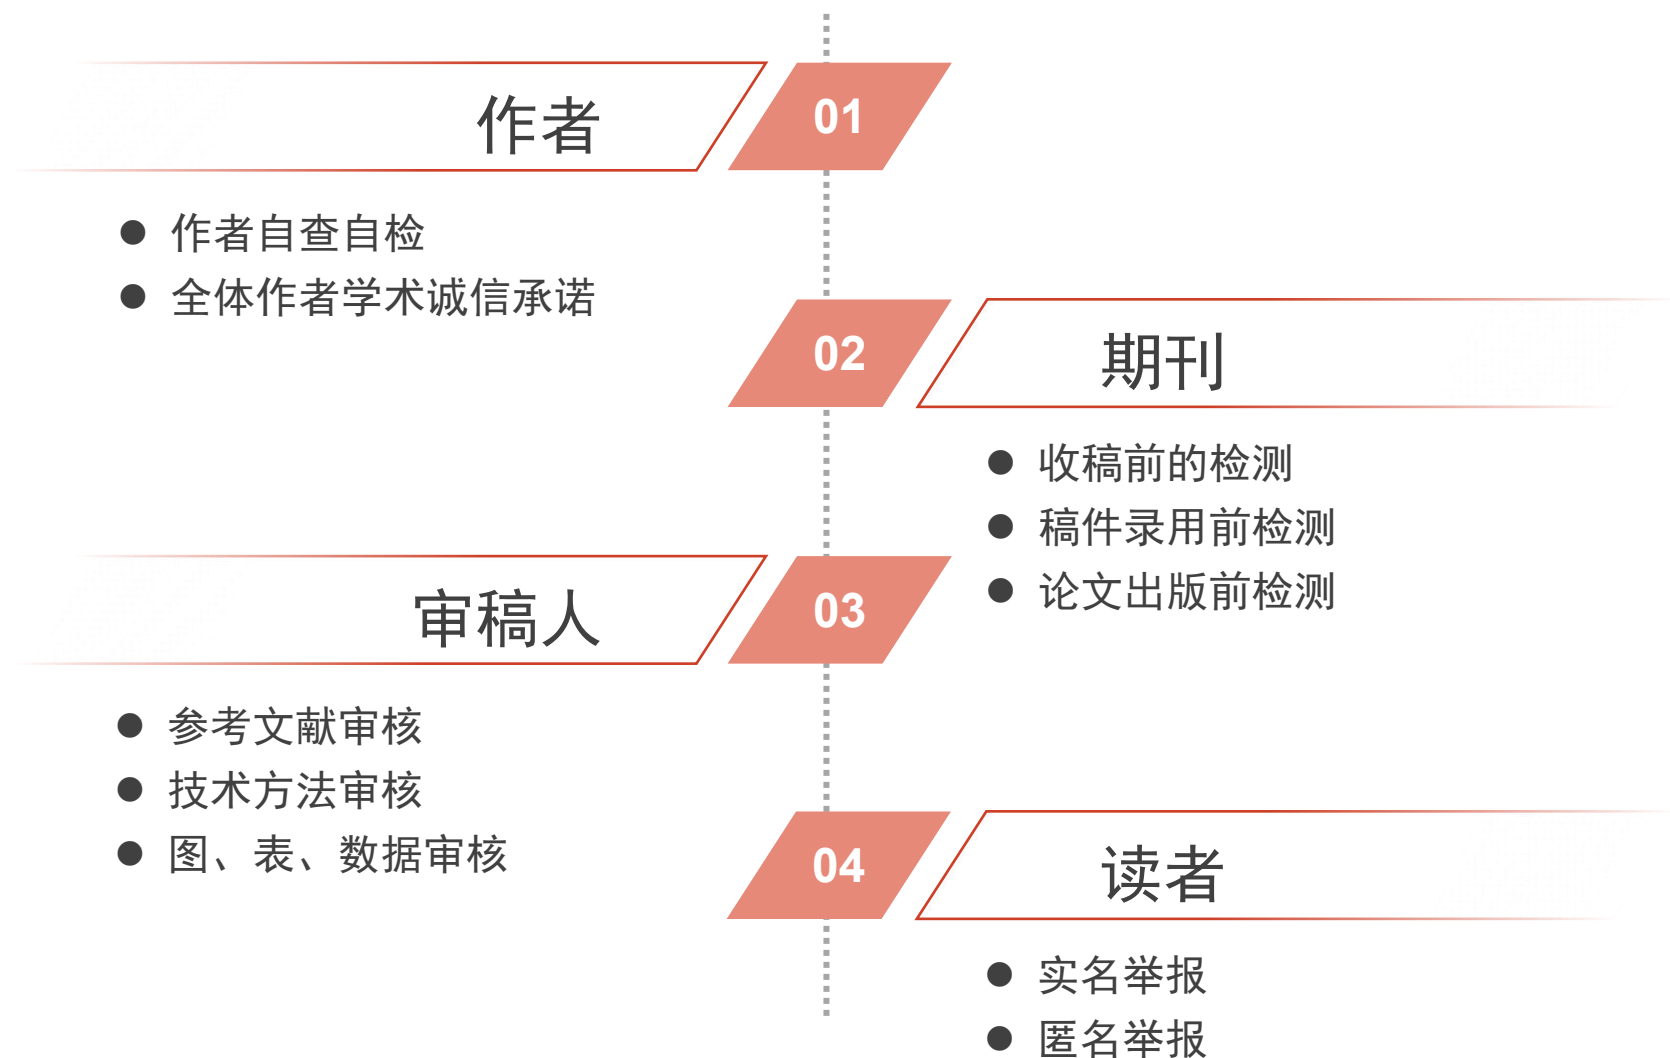 作者
01
作者自查自检
全体作者学术诚信承诺
02
期刊
收稿前的检测
稿件录用前检测
论文出版前检测
审稿人
03
参考文献审核
技术方法审核
图、表、数据审核
04
读者
实名举报
匿名举报